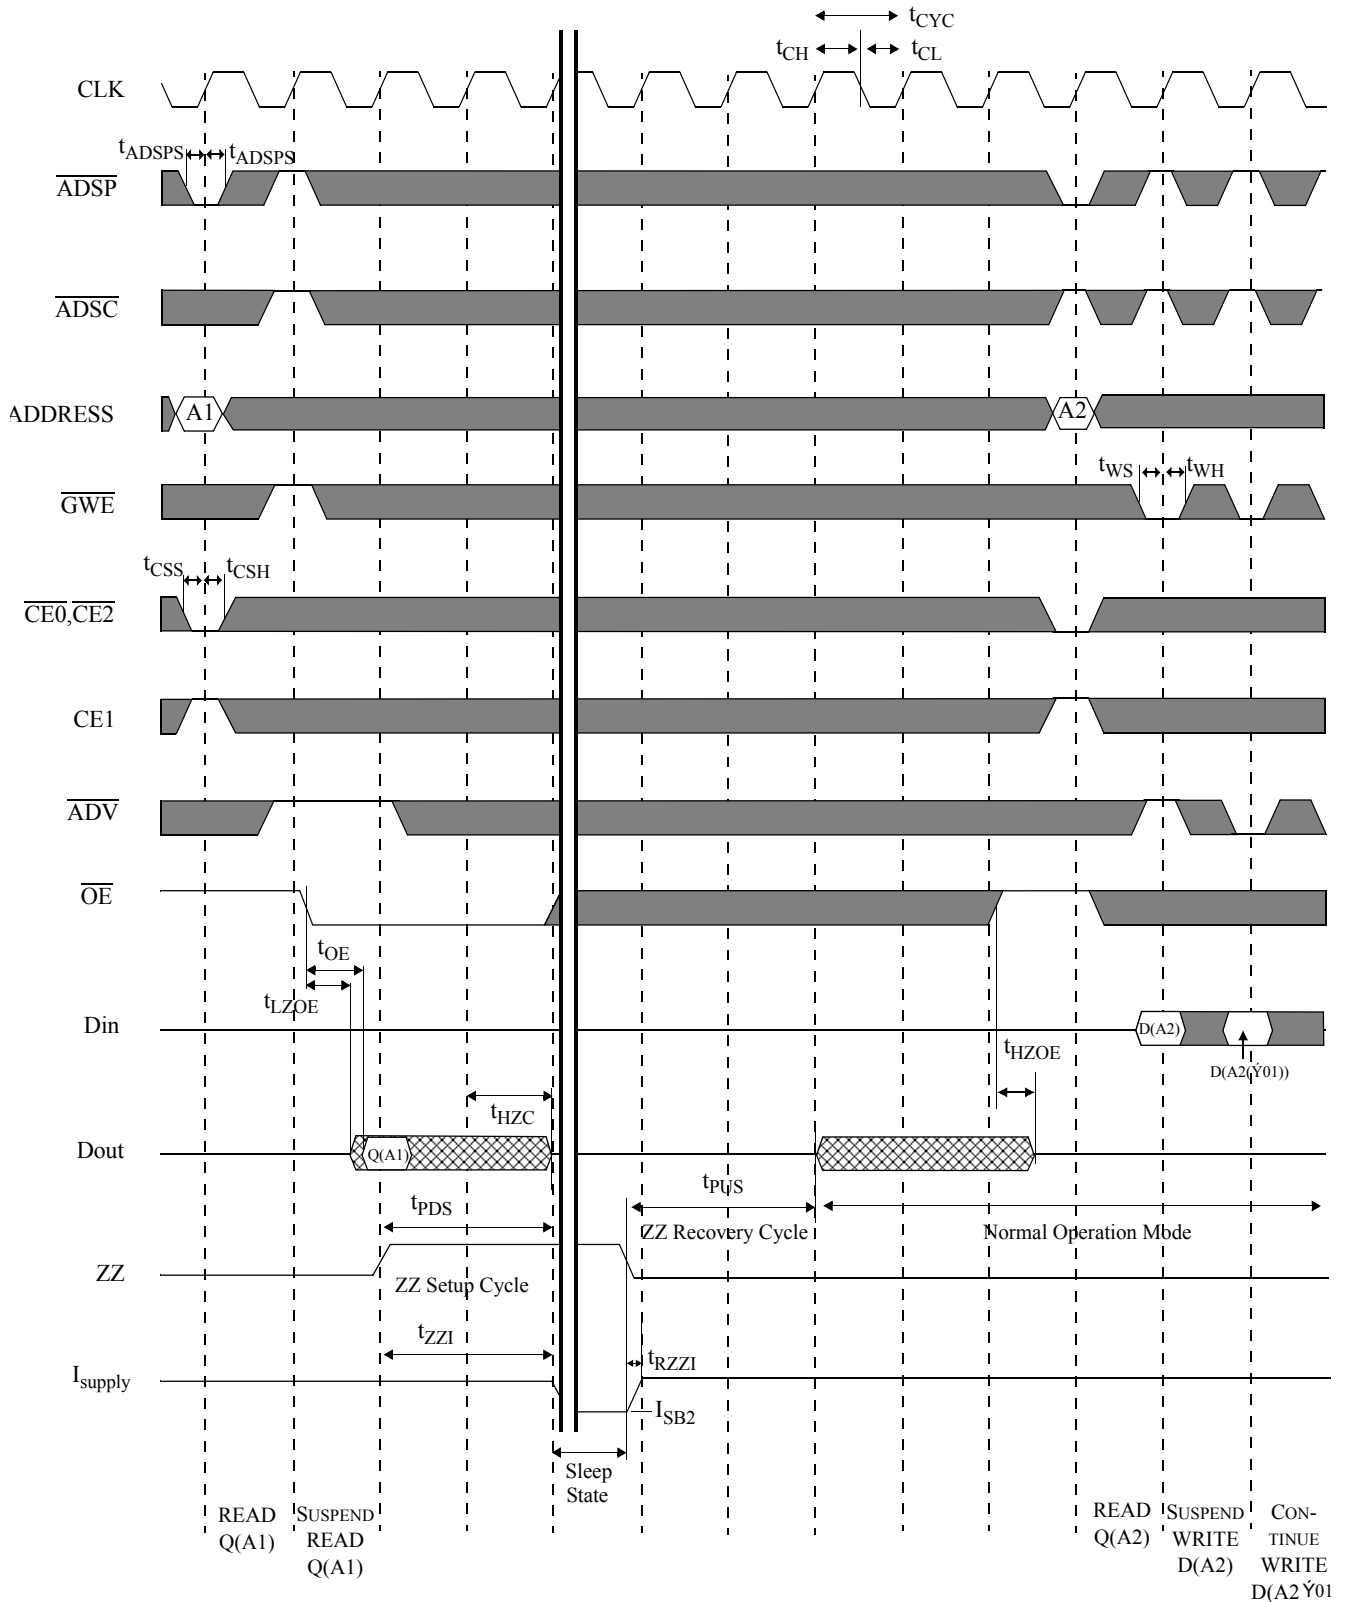 tCYC
tCH
tCL
CLK
tADSPS
tADSPS
ADSP
ADSC
ADDRESS
A1
A2
tWS
tWH
GWE
tCSS
tCSH
CE0,CE2
CE1
ADV
OE
tOE
tLZOE
Din
D(A2)
tHZOE
D(A2(Ý01))
tHZC
Dout
Q(A1)
tPUS
tPDS
ZZ Recovery Cycle
Normal Operation Mode
ZZ
ZZ Setup Cycle
tZZI
tRZZI
Isupply
ISB2
Sleep
State
READ
Q(A1)
SUSPEND
READ
Q(A1)
READ
Q(A2)
SUSPEND
WRITE
D(A2)
CON-
TINUE
WRITE
D(A2Ý01